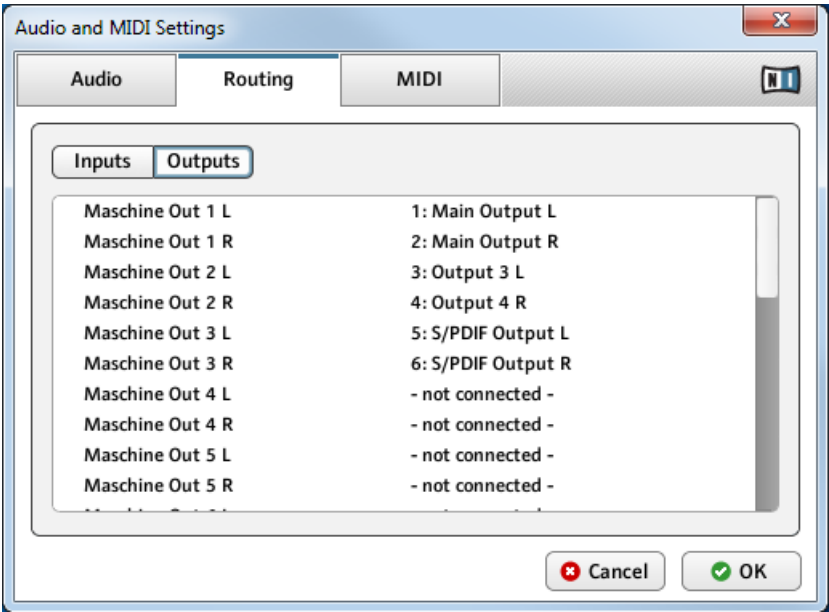 Audio and MIDI Settings
Audio Routing MIDI
NI
Inputs Outputs
Maschine Out 1 L 1: Main Output L
Maschine Out 1 R 2: Main Output R
Maschine Out 2 L 3: Output 3 L
Maschine Out 2 R 4: Output 4 R
Maschine Out 3 L 5: S/PDIF Output L
Maschine Out 3 R 6: S/PDIF Output R
Maschine Out 4 L - not connected -
Maschine Out 4 R - not connected -
Maschine Out 5 L - not connected -
Maschine Out 5 R - not connected -
Cancel OK